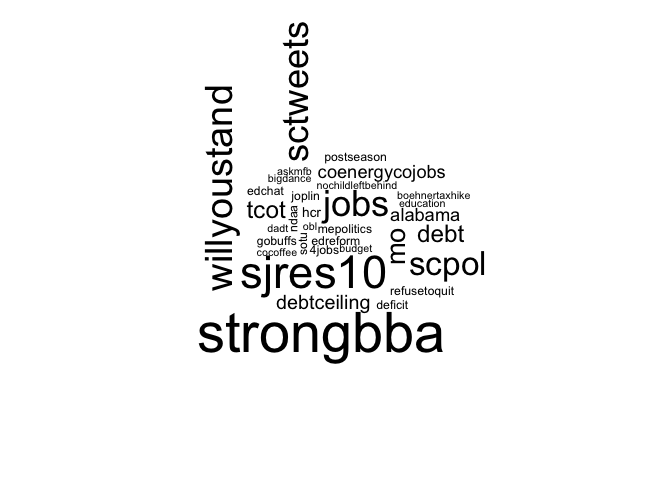 sctweets
willyoustand
postseason
askmfb
coenergycojobs
bigdance
nochildleftbehind
edchat
joplin
boehnertaxhike
education
tcot
ndaa
hcr
jobs
alabama
dadt
obl
mepolitics
mo
debt
gobuffs
sotu
edreform
cocoffee
4jobs
budget
sjres10
scpol
refusetoquit
debtceiling
deficit
strongbba